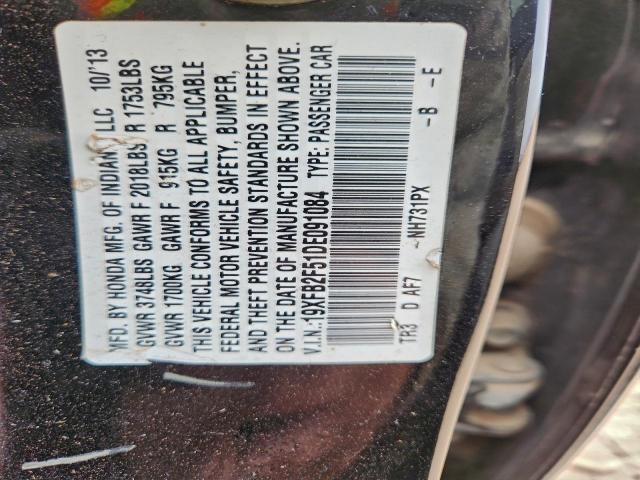 MFD. BY HONDA MFG. OF INDIANA LLC 10/'13
GVWR 3748LBS GAWR F 2018LBS R 1753LBS
GVWR 1700KG GAWR F 915KG R 795KG
THIS VEHICLE CONFORMS TO ALL APPLICABLE
FEDERAL MOTOR VEHICLE SAFETY, BUMPER,
AND THEFT PREVENTION STANDARDS IN EFFECT
ON THE DATE OF MANUFACTURE SHOWN ABOVE.
V.I.N.:19XFB2F51DE091084 TYPE: PASSENGER CAR
TR3 D AF7 -NH731PX -B -E